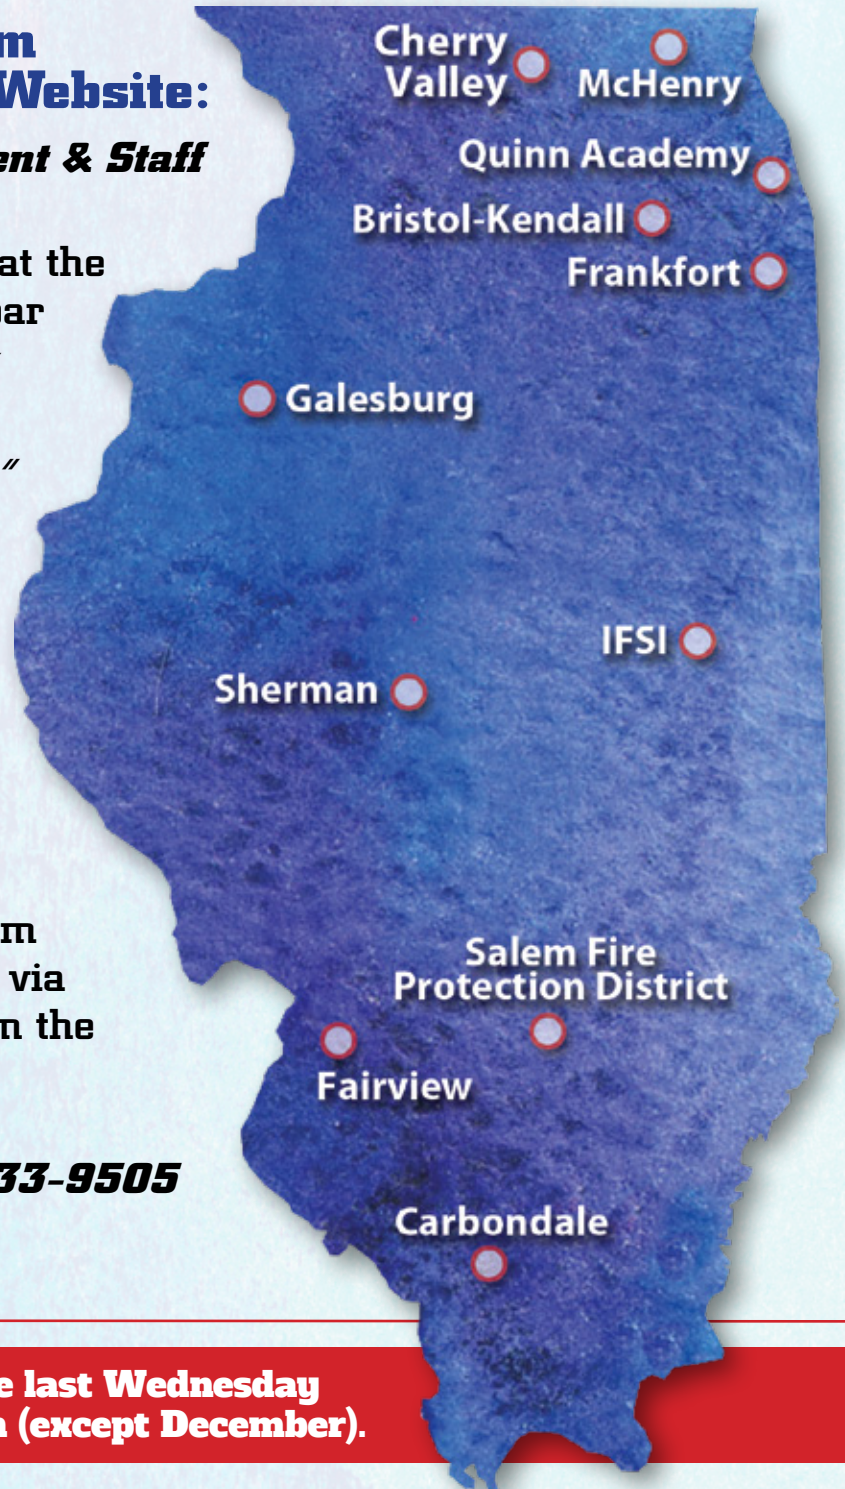 m
Website:
ent & Staff
at the
bar
"
m
via
n the
33-9505
Cherry
Valley
McHenry
Quinn Academy
Bristol-Kendall
Frankfort
Galesburg
IFSI
Sherman
Salem Fire
Protection District
Fairview
Carbondale
e last Wednesday
n (except December).